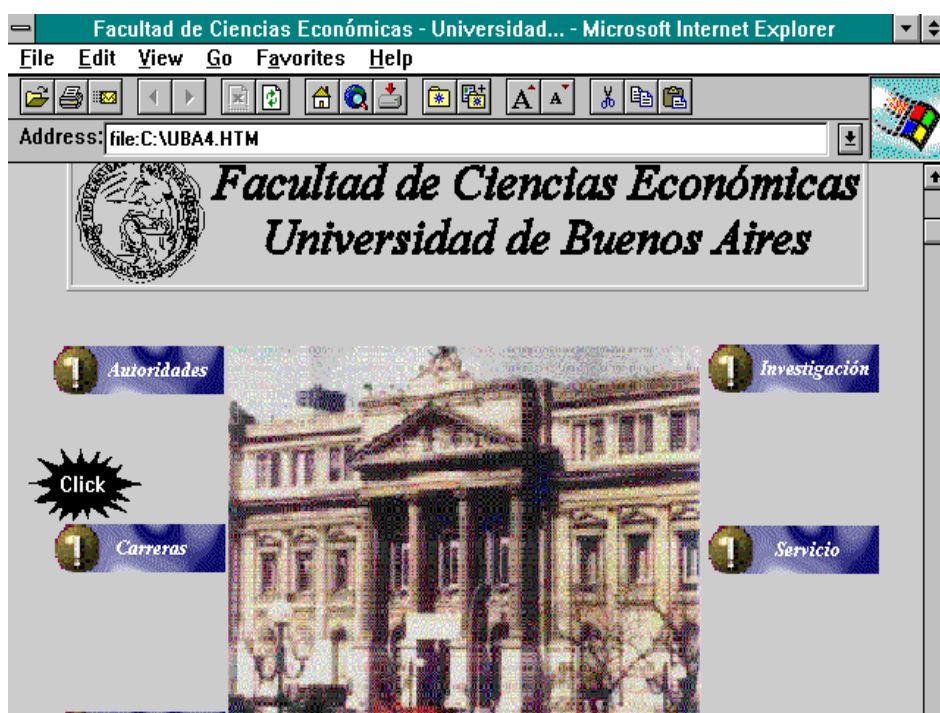 Facultad de Ciencias Económicas - Universidad... - Microsoft Internet Explorer
File Edit View Go Favorites Help
Address: file:C:\UBA4.HTM
Facultad de Ciencias Económicas
Universidad de Buenos Aires
Autoridades
Investigación
Click
Carreras
Servicio